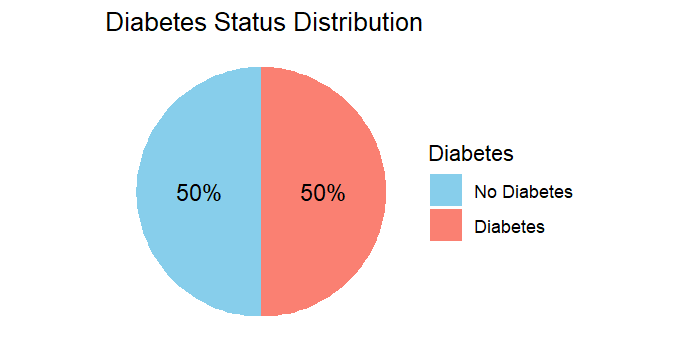 Diabetes Status Distribution
50% 50%
Diabetes
No Diabetes
Diabetes